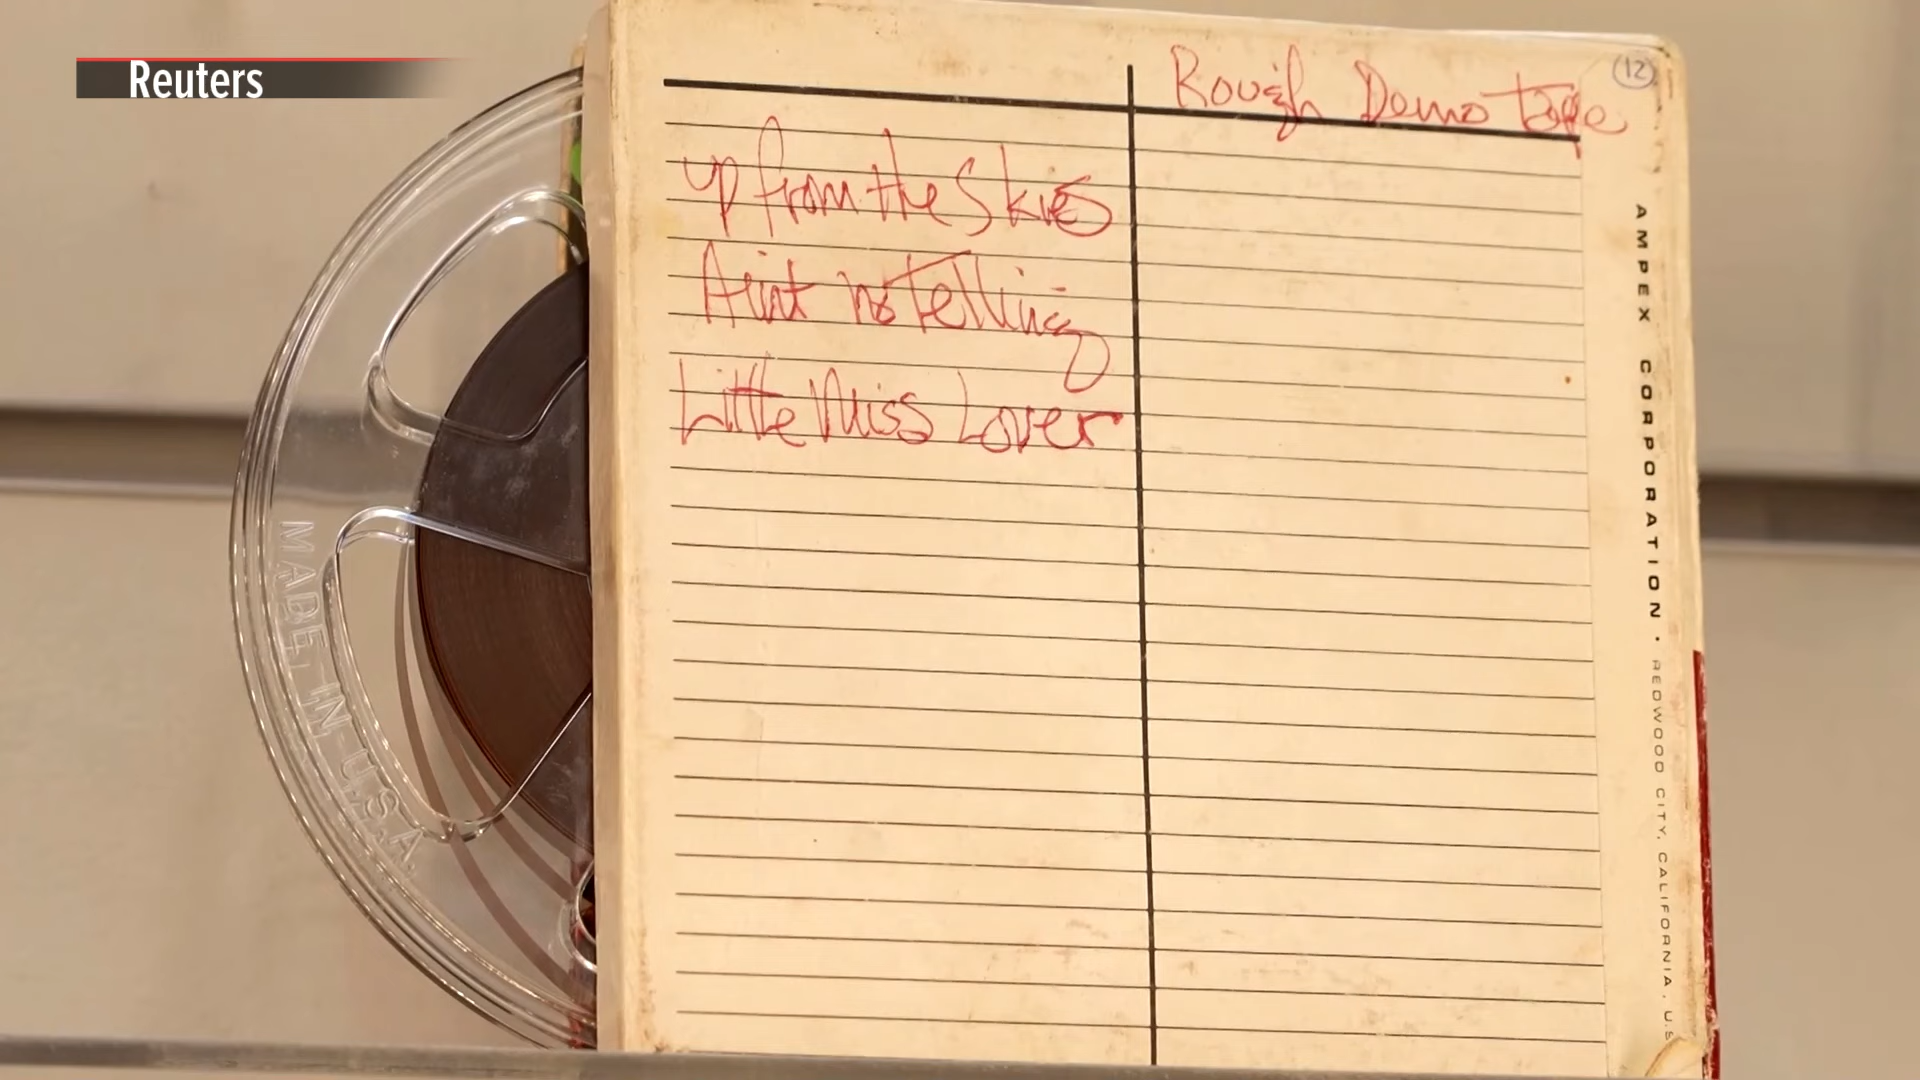 Reuters
Rough Demo tape
(12)
up from the Skies
Aint no Telling
Little Miss Lover
AMPEX CORPORATION · REDWOOD CITY, CALIFORNIA, U.S
MADE IN U.S.A.